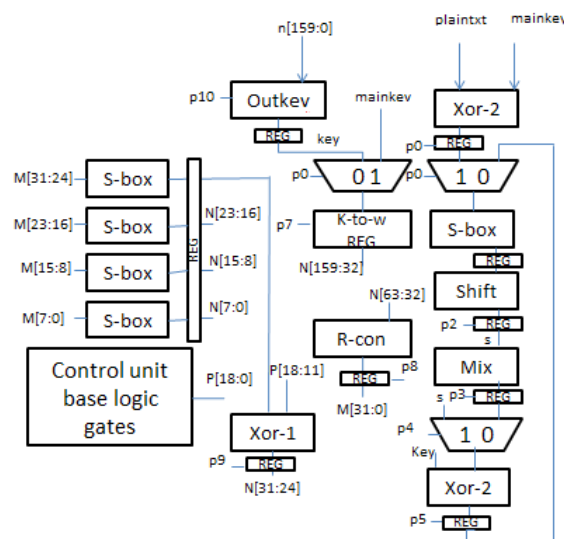 n[159:0]
plaintxt
mainkey
p10
Outkev
mainkev
Xor-2
REG
key
p0
REG
p0
0 1
p0
1 0
M[31:24]
S-box
REG
M[23:16]
S-box
N[23:16]
p7
K-to-w
REG
S-box
M[15:8]
S-box
N[15:8]
N[159:32]
REG
M[7:0]
S-box
N[7:0]
N[63:32]
Shift
R-con
p2
REG
s
Control unit
base logic
gates
P[18:0]
P[18:11]
REG
p8
Mix
M[31:0]
s
p3
REG
Xor-1
p4
1 0
p9
REG
Key
N[31:24]
Xor-2
p5
REG